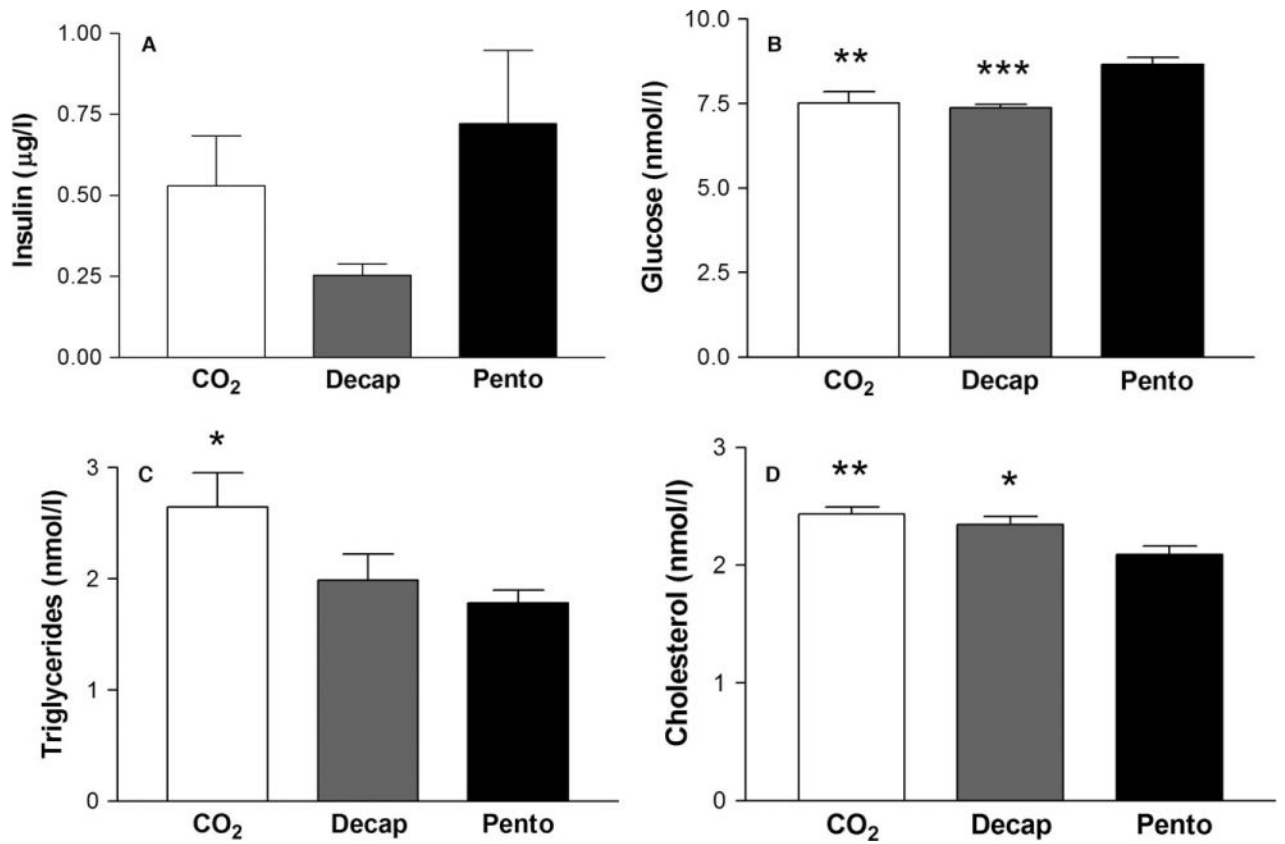 A
Insulin (µg/l)
1.00
0.75
0.50
0.25
0.00
CO₂ Decap Pento
B
Glucose (nmol/l)
10.0
7.5
5.0
2.5
0.0
** ***
CO₂ Decap Pento
C
Triglycerides (nmol/l)
3
2
1
0
*
CO₂ Decap Pento
D
Cholesterol (nmol/l)
3
2
1
0
** *
CO₂ Decap Pento